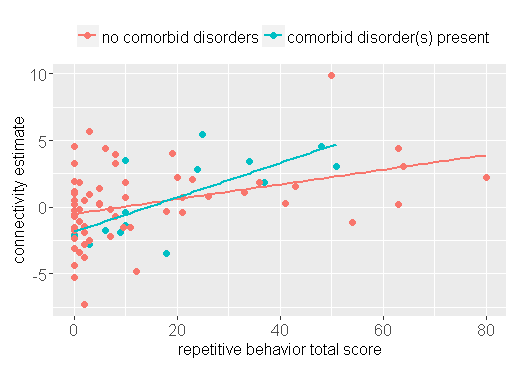 no comorbid disorders comorbid disorder(s) present
10
5
0
-5
connectivity estimate
0 20 40 60 80
repetitive behavior total score